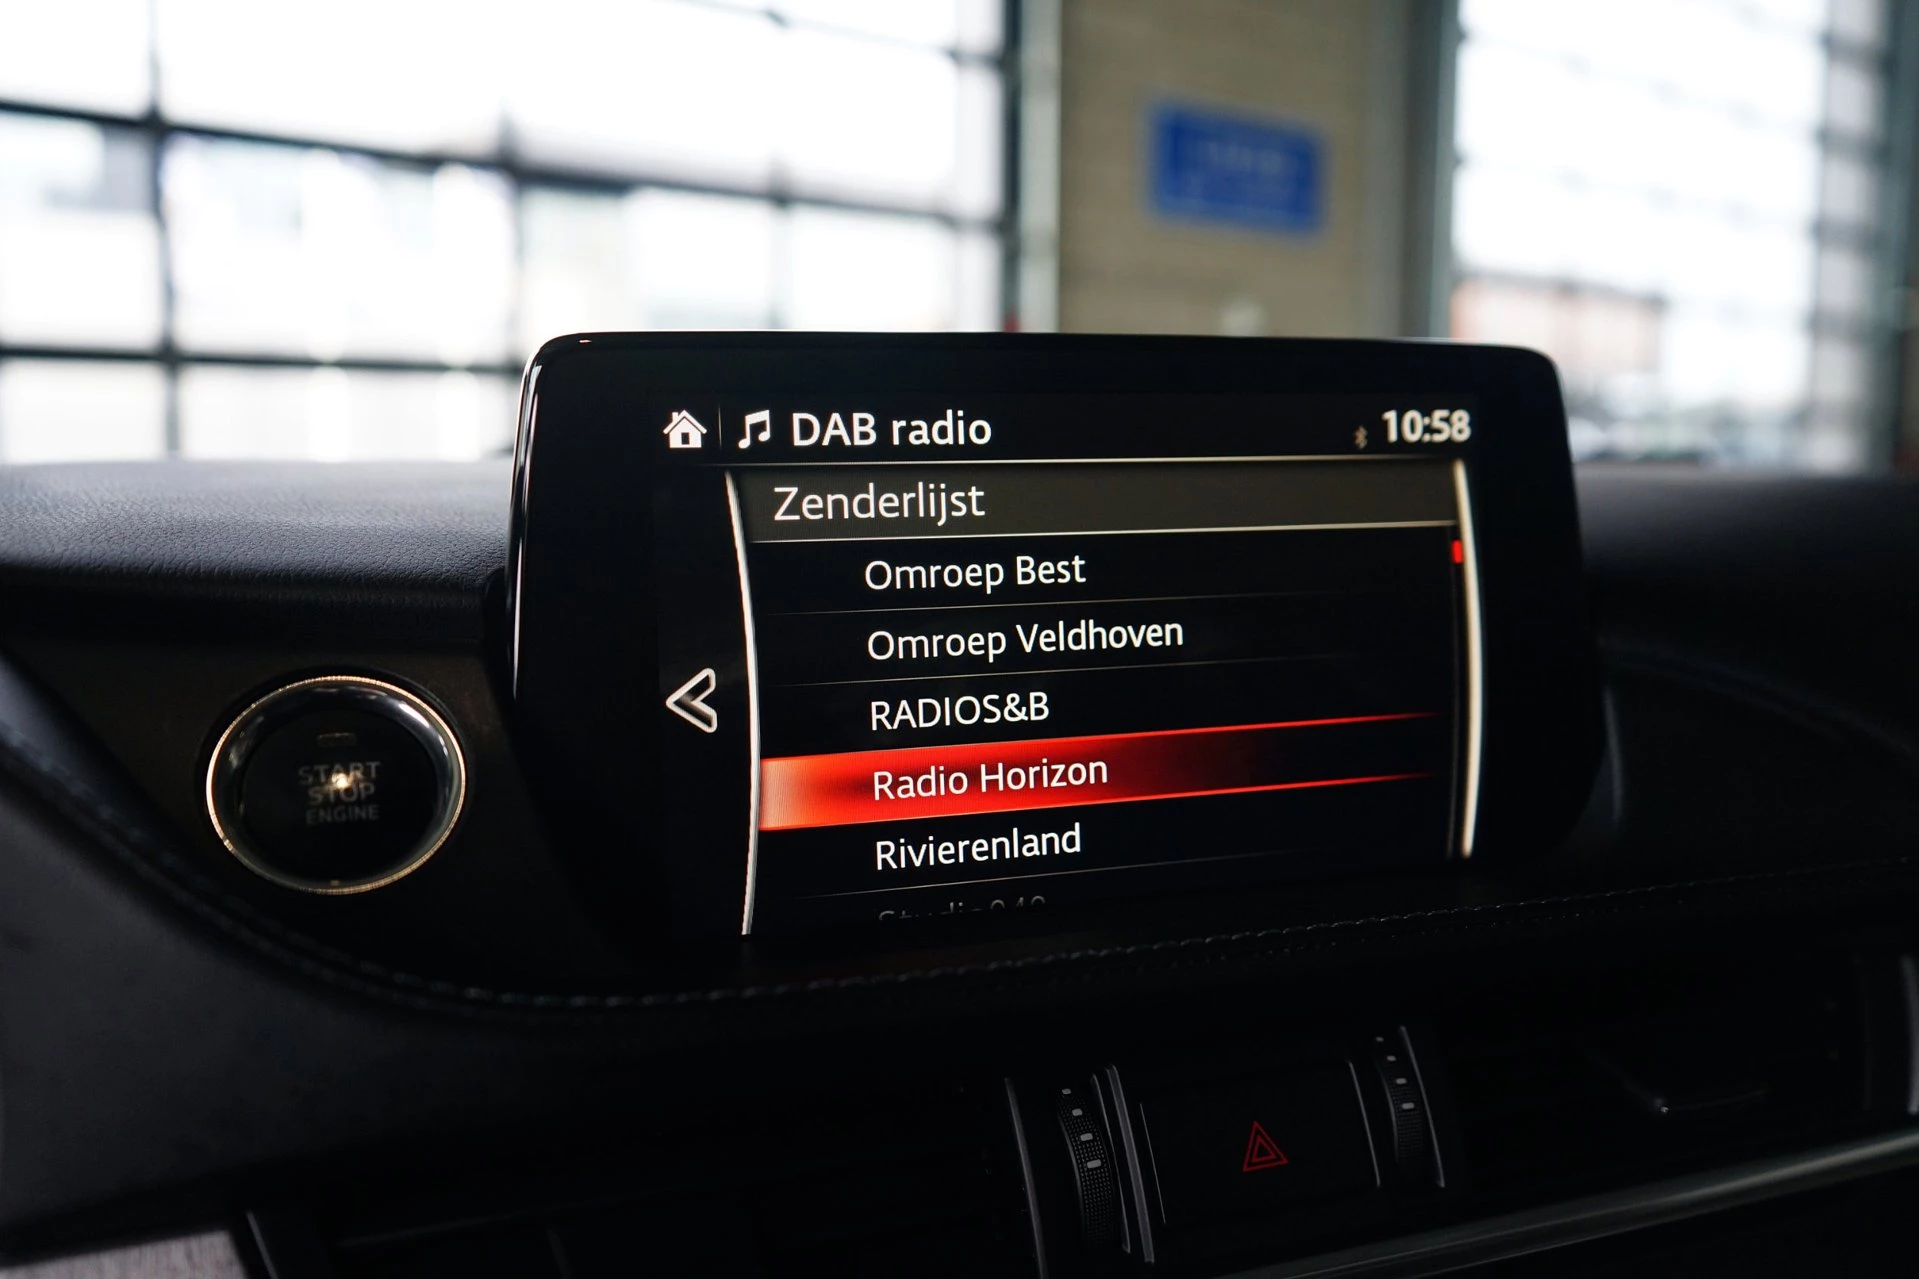 DAB radio
10:58
Zenderlijst
Omroep Best
Omroep Veldhoven
RADIOS&B
Radio Horizon
Rivierenland
START
STOP
ENGINE